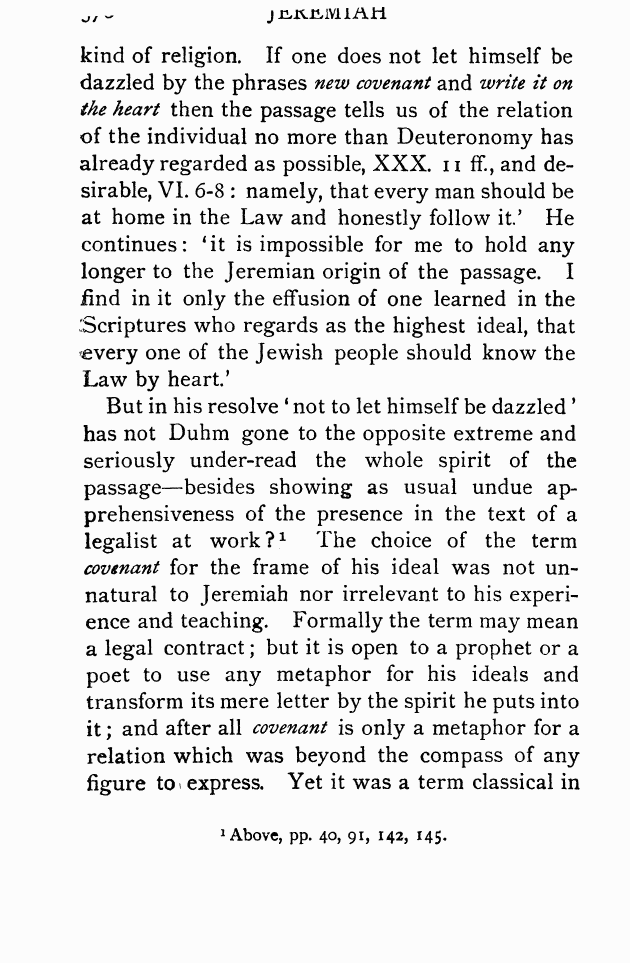 JEREMIAH
kind of religion. If one does not let himself be
dazzled by the phrases new covenant and write it on
the heart then the passage tells us of the relation
of the individual no more than Deuteronomy has
already regarded as possible, XXX. 11 ff., and de-
sirable, VI. 6-8 : namely, that every man should be
at home in the Law and honestly follow it.' He
continues : 'it is impossible for me to hold any
longer to the Jeremian origin of the passage. I
find in it only the effusion of one learned in the
Scriptures who regards as the highest ideal, that
every one of the Jewish people should know the
Law by heart.'
But in his resolve 'not to let himself be dazzled'
has not Duhm gone to the opposite extreme and
seriously under-read the whole spirit of the
passage—besides showing as usual undue ap-
prehensiveness of the presence in the text of a
legalist at work?¹ The choice of the term
covenant for the frame of his ideal was not un-
natural to Jeremiah nor irrelevant to his experi-
ence and teaching. Formally the term may mean
a legal contract; but it is open to a prophet or a
poet to use any metaphor for his ideals and
transform its mere letter by the spirit he puts into
it; and after all covenant is only a metaphor for a
relation which was beyond the compass of any
figure to express. Yet it was a term classical in
¹ Above, pp. 40, 91, 142, 145.